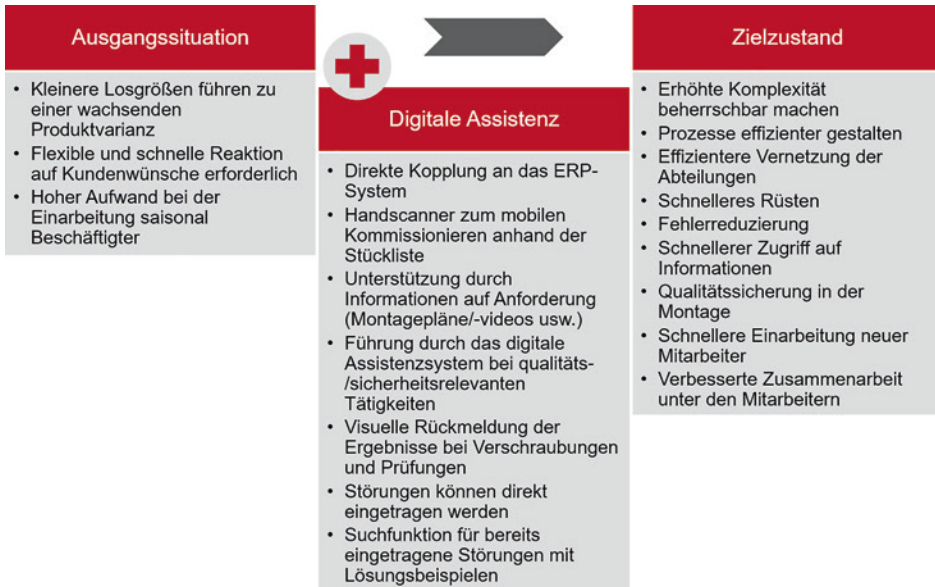 Ausgangssituation
• Kleinere Losgrößen führen zu
einer wachsenden
Produktvarianz
• Flexible und schnelle Reaktion
auf Kundenwünsche erforderlich
• Hoher Aufwand bei der
Einarbeitung saisonal
Beschäftigter
Digitale Assistenz
• Direkte Kopplung an das ERP-
System
• Handscanner zum mobilen
Kommissionieren anhand der
Stückliste
• Unterstützung durch
Informationen auf Anforderung
(Montagepläne/-videos usw.)
• Führung durch das digitale
Assistenzsystem bei qualitäts-
/sicherheitsrelevanten
Tätigkeiten
• Visuelle Rückmeldung der
Ergebnisse bei Verschraubungen
und Prüfungen
• Störungen können direkt
eingetragen werden
• Suchfunktion für bereits
eingetragene Störungen mit
Lösungsbeispielen
Zielzustand
• Erhöhte Komplexität
beherrschbar machen
• Prozesse effizienter gestalten
• Effizientere Vernetzung der
Abteilungen
• Schnelleres Rüsten
• Fehlerreduzierung
• Schnellerer Zugriff auf
Informationen
• Qualitätssicherung in der
Montage
• Schnellere Einarbeitung neuer
Mitarbeiter
• Verbesserte Zusammenarbeit
unter den Mitarbeitern